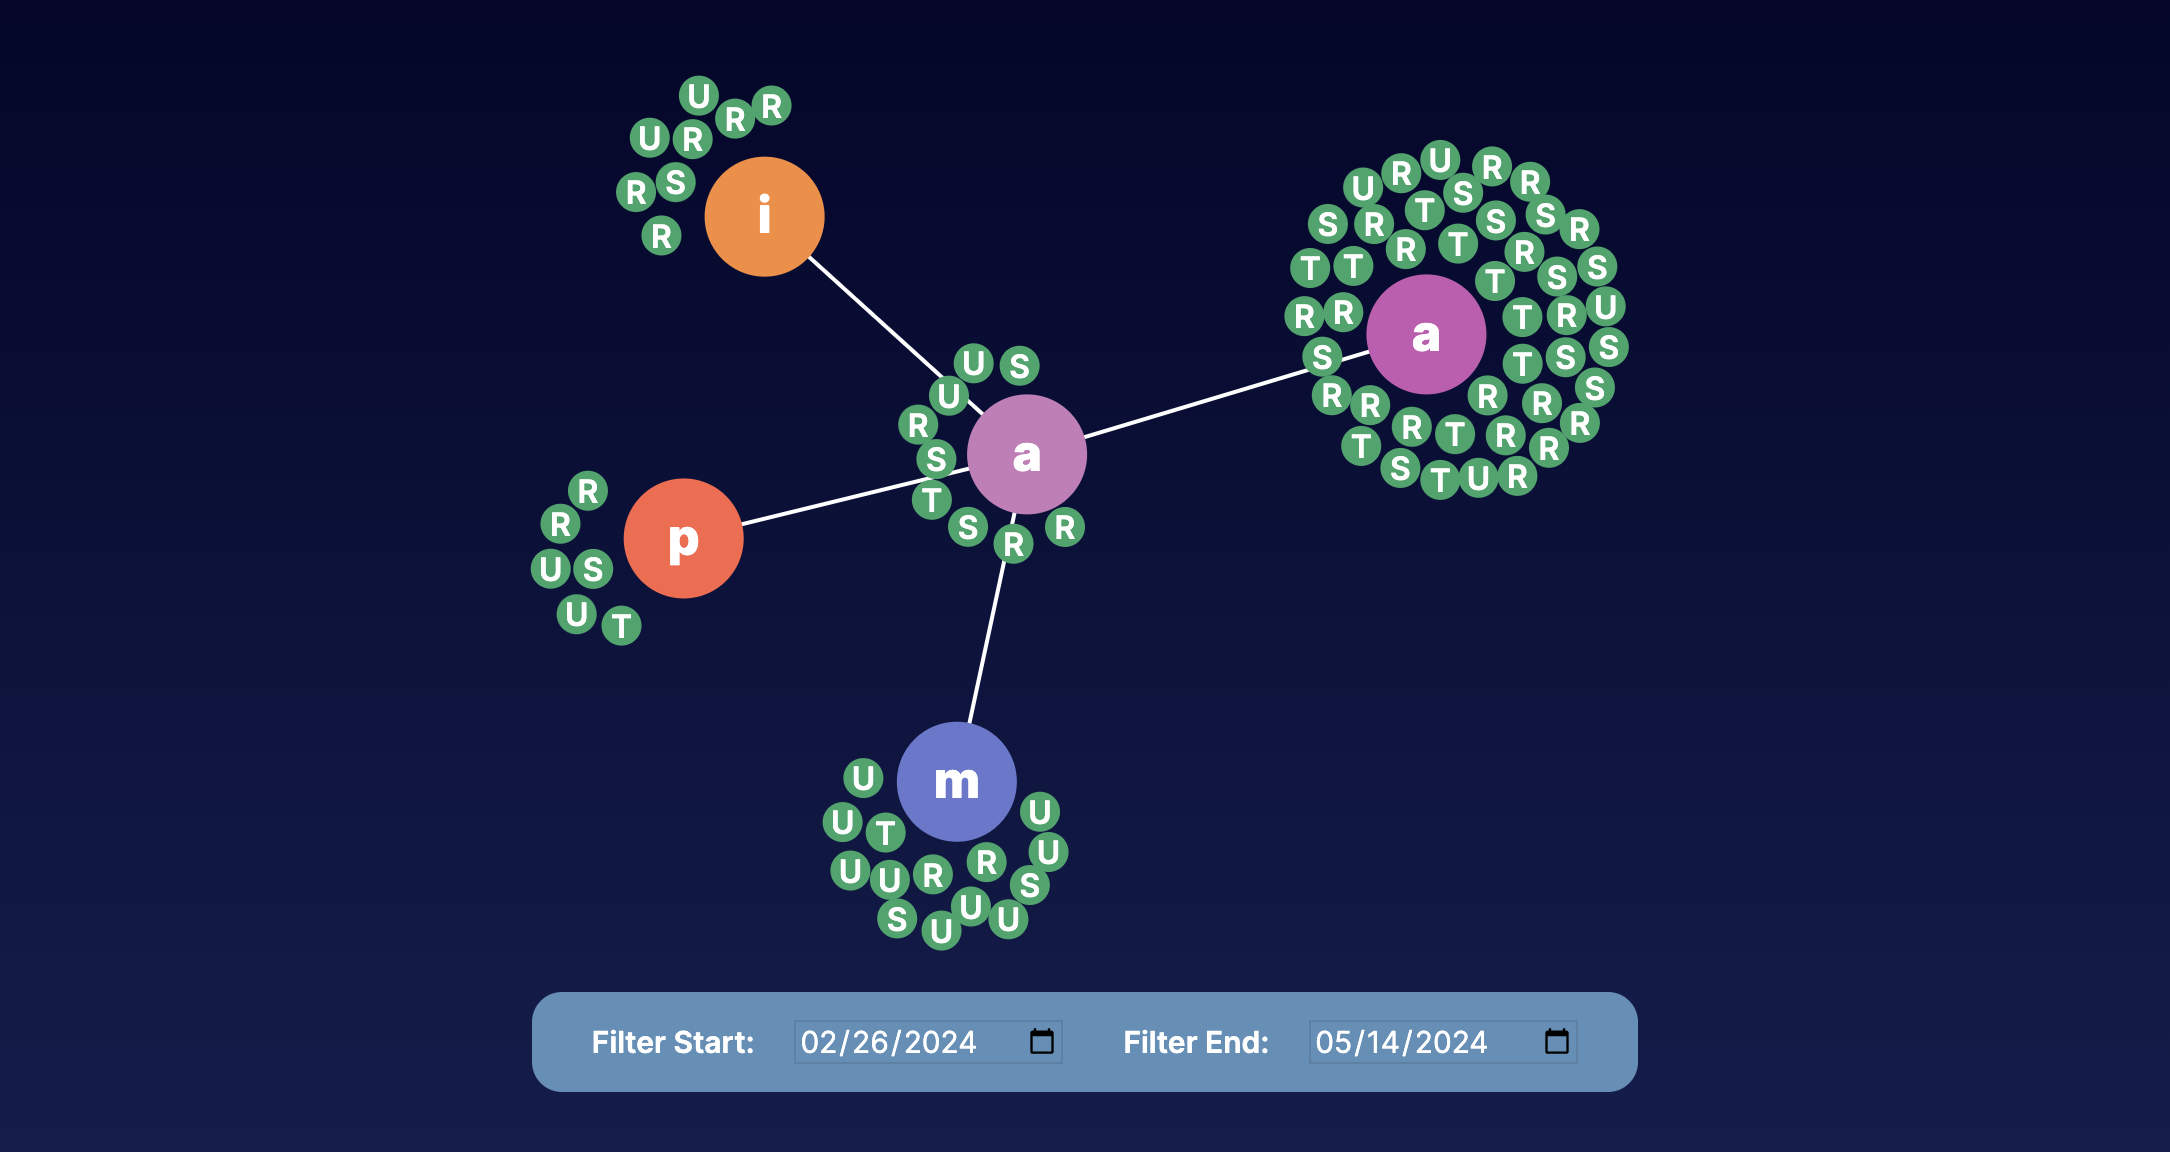 U R R
U R
R S
R
i
U R U R R
S R T S S S R
T T R T R S S
T
R R T R U
a
S T S S
R R R R S R
T R T R R
S T U R
U S
U
R
S
a
T
S R R
R
R
p
U S
U T
U
m
U T U
U U R R S U
S U U U
Filter Start: 02/26/2024 Filter End: 05/14/2024